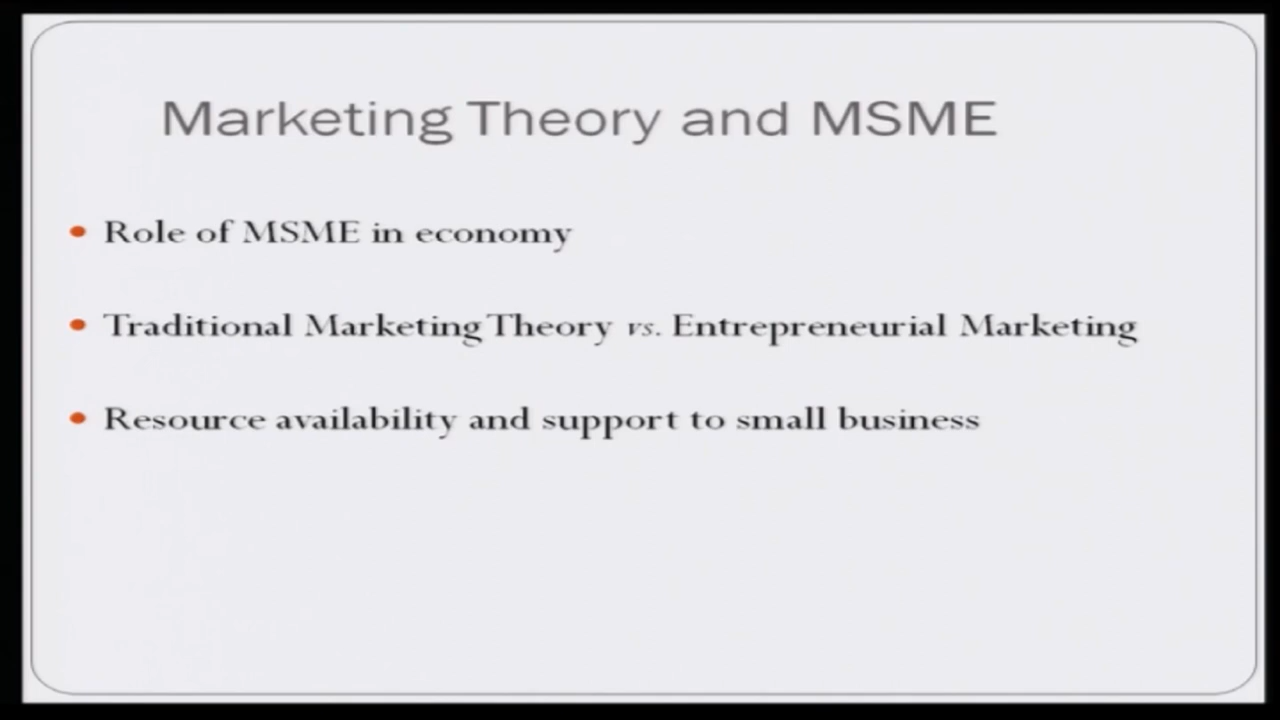 Marketing Theory and MSME
• Role of MSME in economy
• Traditional Marketing Theory vs. Entrepreneurial Marketing
• Resource availability and support to small business